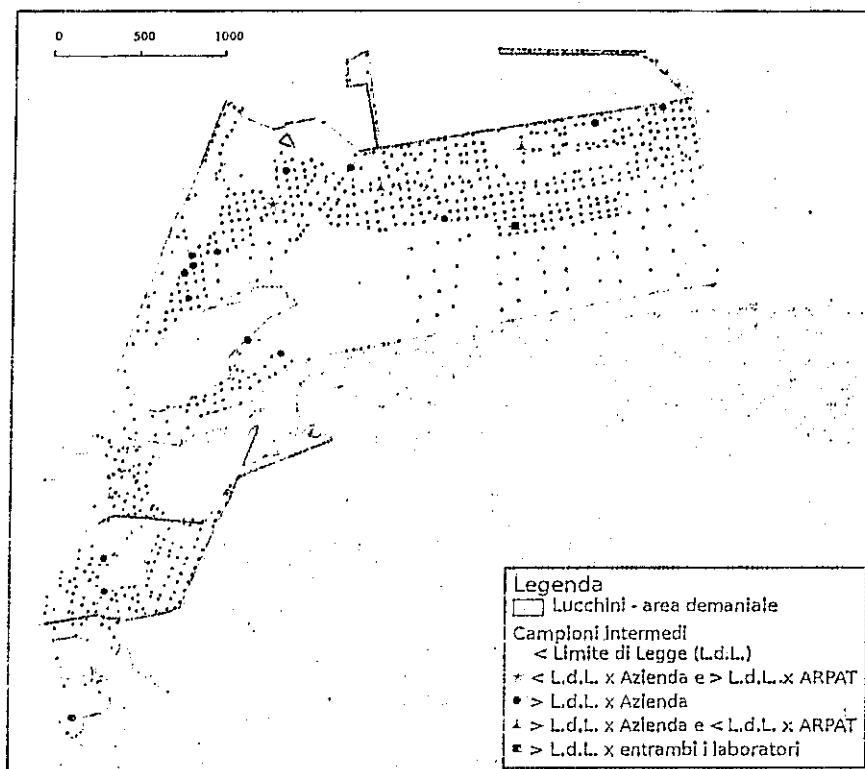 0 500 1000
Legenda
Lucchini - area demaniale
Campioni Intermedi
< Limite di Legge (L.d.L.)
< L.d.L. x Azienda e > L.d.L. x ARPAT
> L.d.L. x Azienda
> L.d.L. x Azienda e < L.d.L. x ARPAT
> L.d.L. x entrambi i laboratori